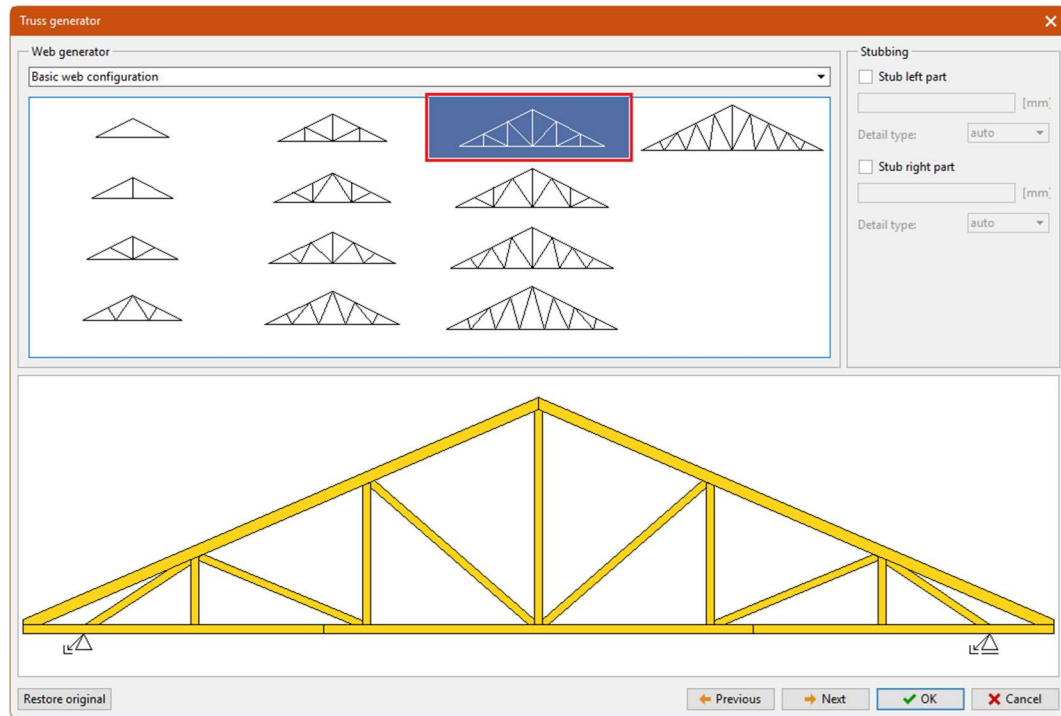 Truss generator
Web generator
Basic web configuration
Stubbing
Stub left part
[mm]
Detail type: auto
Stub right part
[mm]
Detail type: auto
Restore original
Previous
Next
OK
Cancel